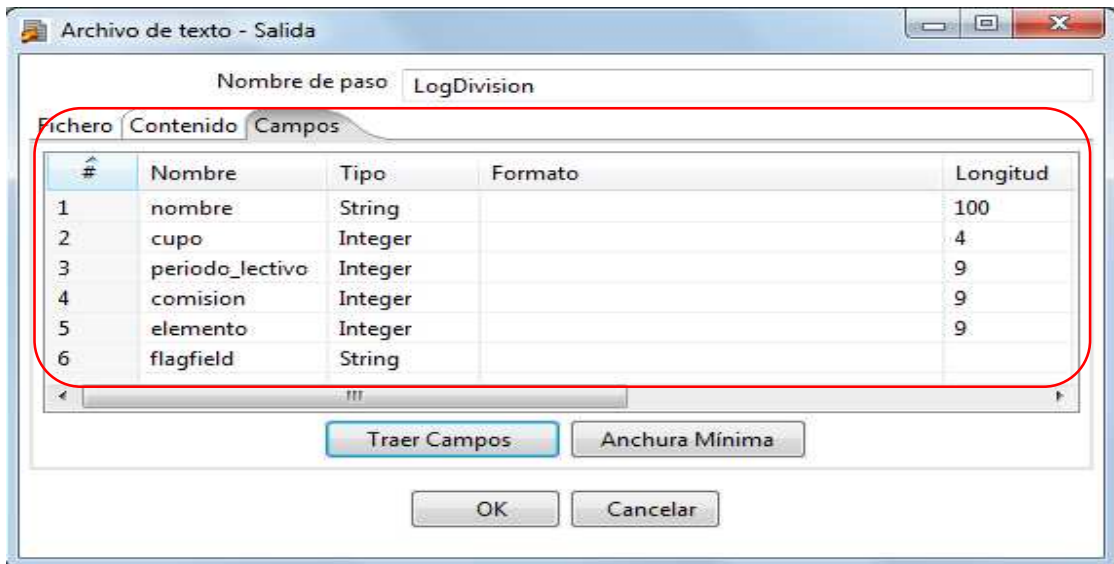 Archivo de texto - Salida
Nombre de paso LogDivision
Fichero Contenido Campos
# Nombre Tipo Formato Longitud
1 nombre String 100
2 cupo Integer 4
3 periodo_lectivo Integer 9
4 comision Integer 9
5 elemento Integer 9
6 flagfield String
Traer Campos Anchura Mínima
OK Cancelar